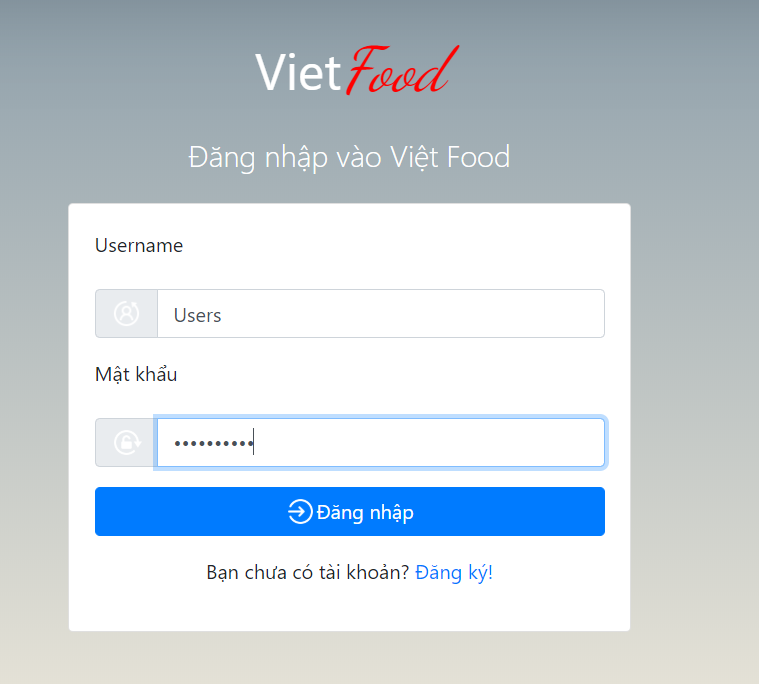 VietFood
Đăng nhập vào Việt Food
Username
Users
Mật khẩu
••••••••••
Đăng nhập
Bạn chưa có tài khoản? Đăng ký!